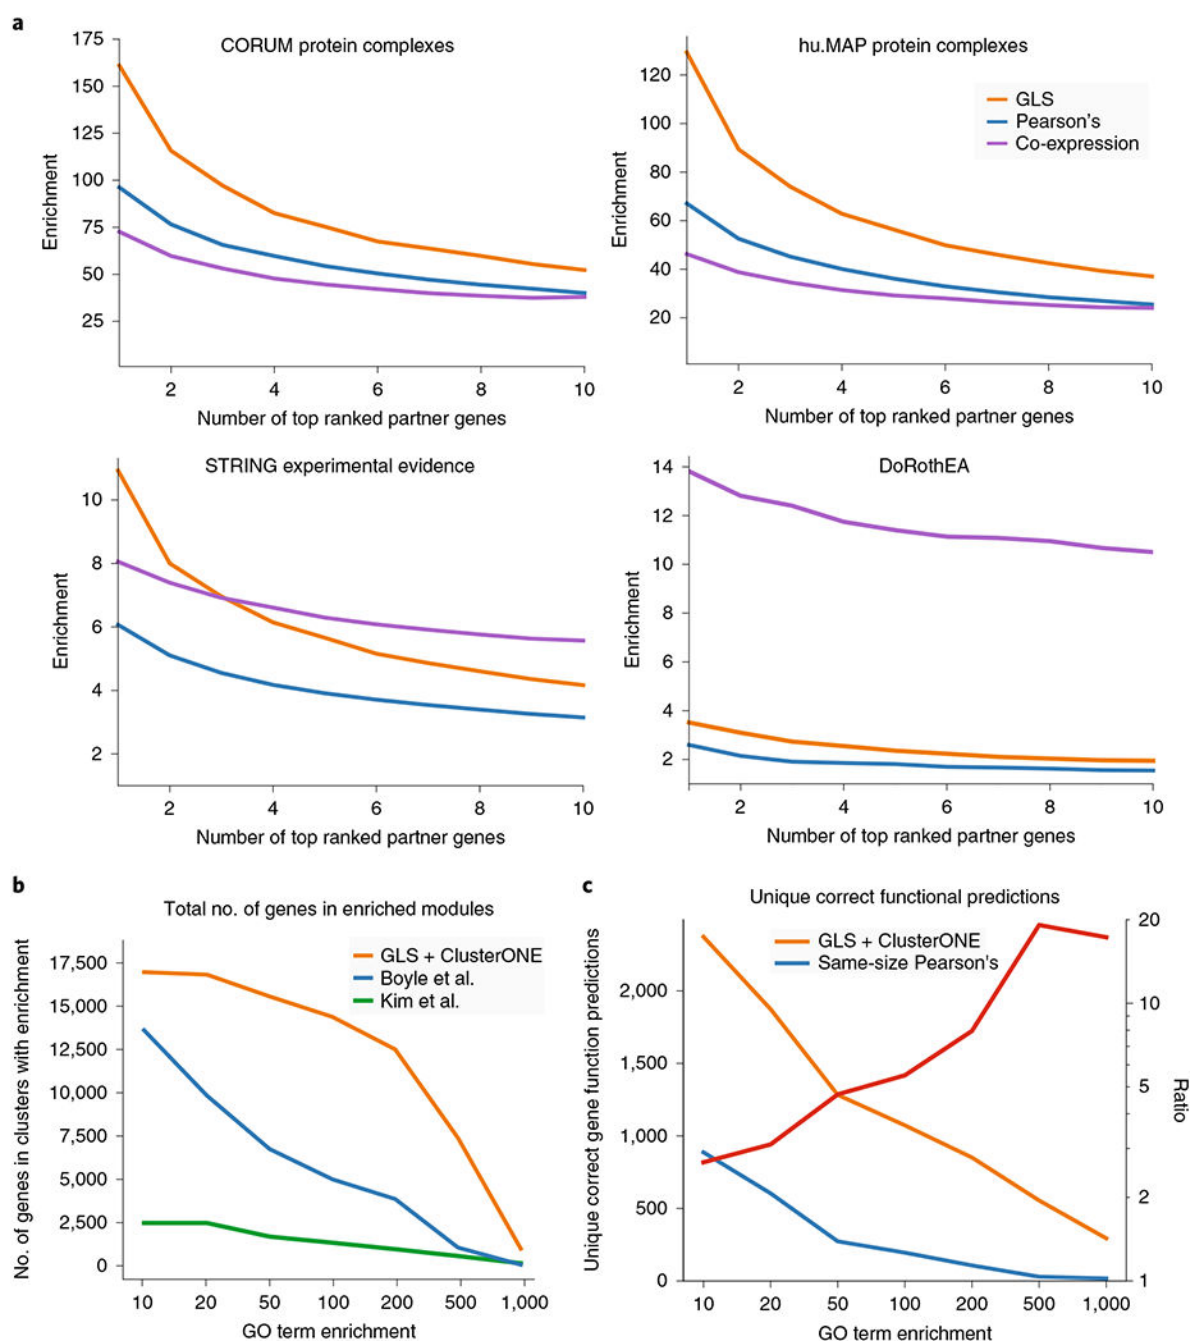 a
CORUM protein complexes
175
150
125
100
75
50
25
Enrichment
2 4 6 8 10
Number of top ranked partner genes
hu.MAP protein complexes
GLS
Pearson's
Co-expression
120
100
80
60
40
20
Enrichment
2 4 6 8 10
Number of top ranked partner genes
STRING experimental evidence
10
8
6
4
2
Enrichment
2 4 6 8 10
Number of top ranked partner genes
DoRothEA
14
12
10
8
6
4
2
Enrichment
2 4 6 8 10
Number of top ranked partner genes
b
Total no. of genes in enriched modules
GLS + ClusterONE
Boyle et al.
Kim et al.
17,500
15,000
12,500
10,000
7,500
5,000
2,500
0
No. of genes in clusters with enrichment
10 20 50 100 200 500 1,000
GO term enrichment
c
Unique correct functional predictions
GLS + ClusterONE
Same-size Pearson's
2,000
1,500
1,000
500
0
Unique correct gene function predictions
20
10
5
2
1
Ratio
10 20 50 100 200 500 1,000
GO term enrichment